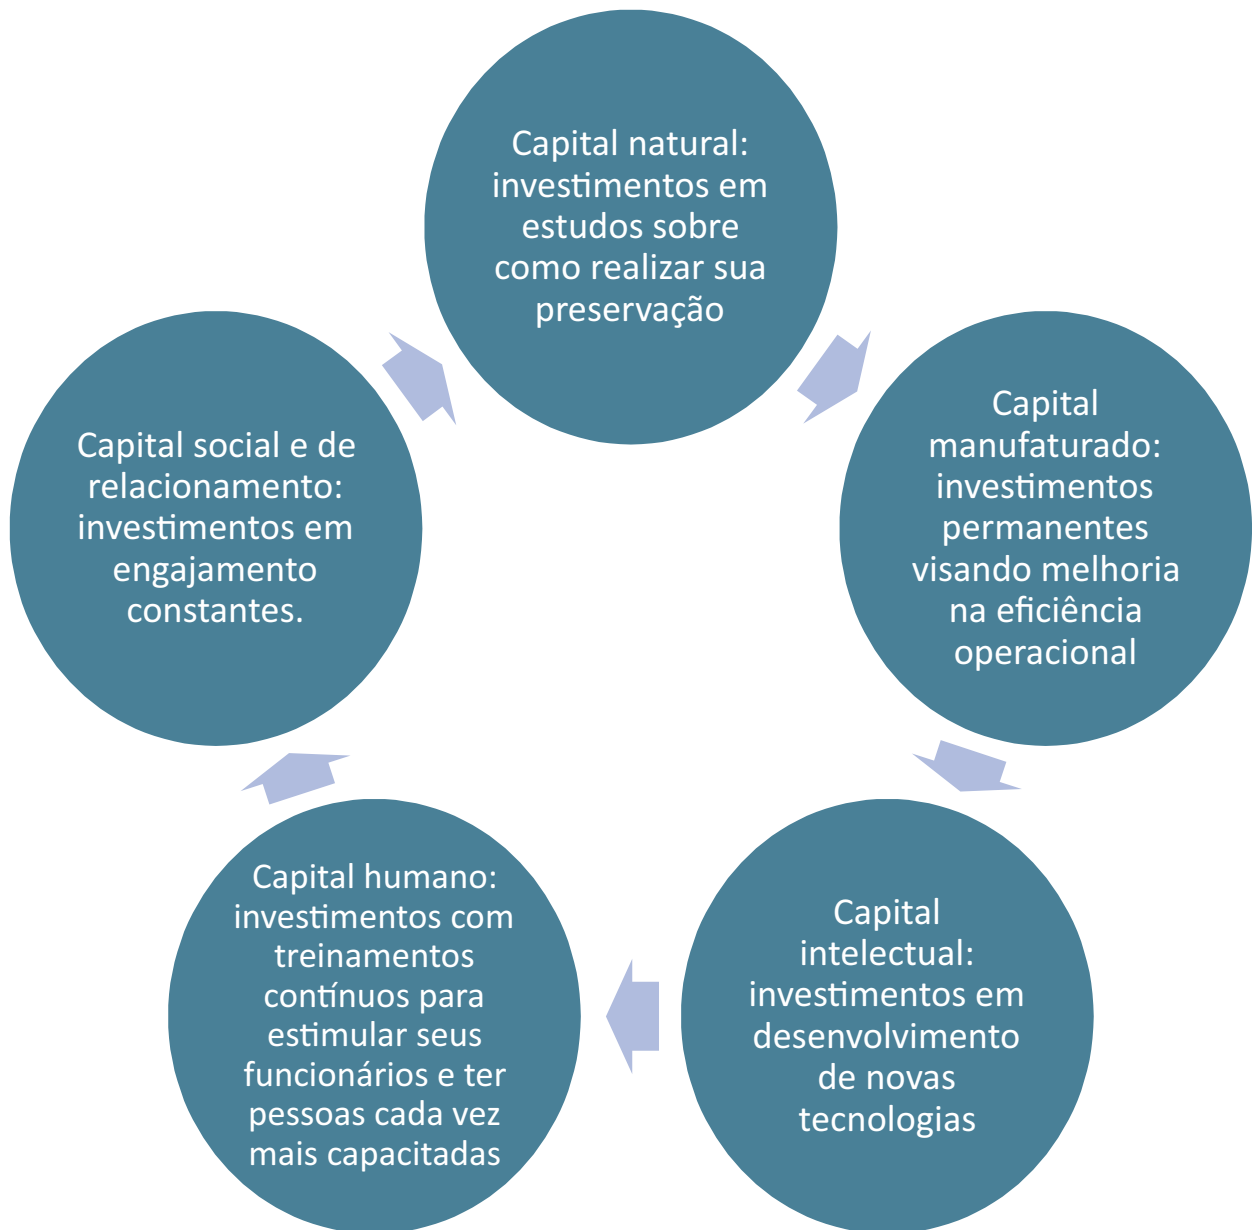 Capital natural:
investimentos em
estudos sobre
como realizar sua
preservação
Capital
manufaturado:
investimentos
permanentes
visando melhoria
na eficiência
operacional
Capital
intelectual:
investimentos em
desenvolvimento
de novas
tecnologias
Capital humano:
investimentos com
treinamentos
contínuos para
estimular seus
funcionários e ter
pessoas cada vez
mais capacitadas
Capital social e de
relacionamento:
investimentos em
engajamento
constantes.